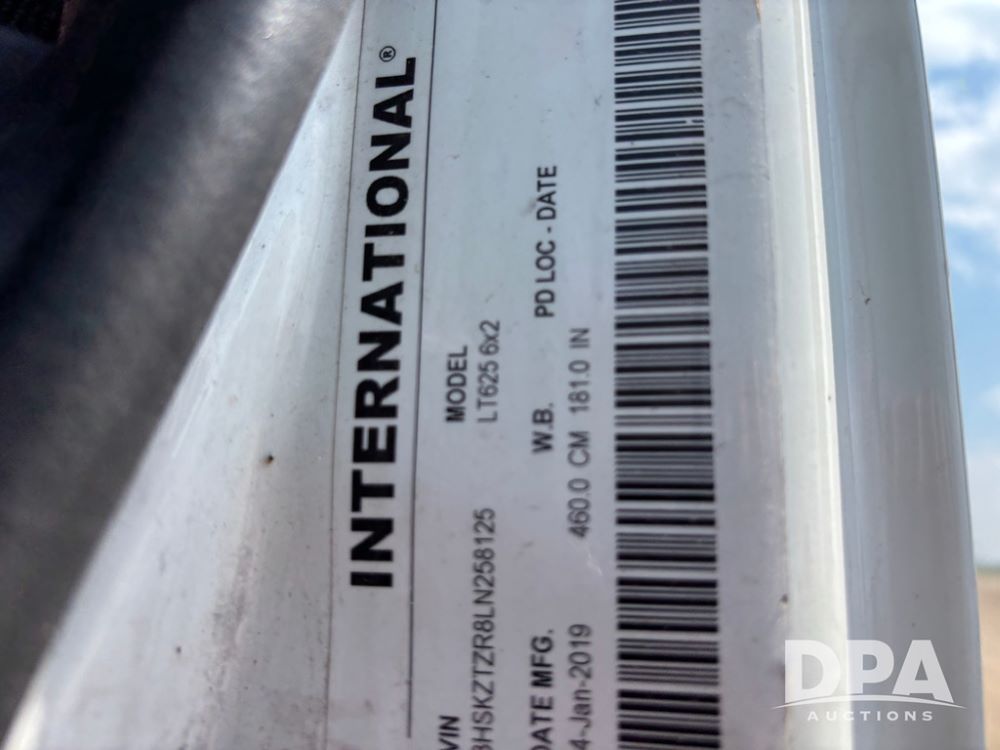 INTERNATIONAL®
VIN
3HSKZTZR8LN258125
MODEL
LT625 6x2
DATE MFG.
4-Jan-2019
W.B.
460.0 CM 181.0 IN
PD LOC - DATE
DPA
AUCTIONS